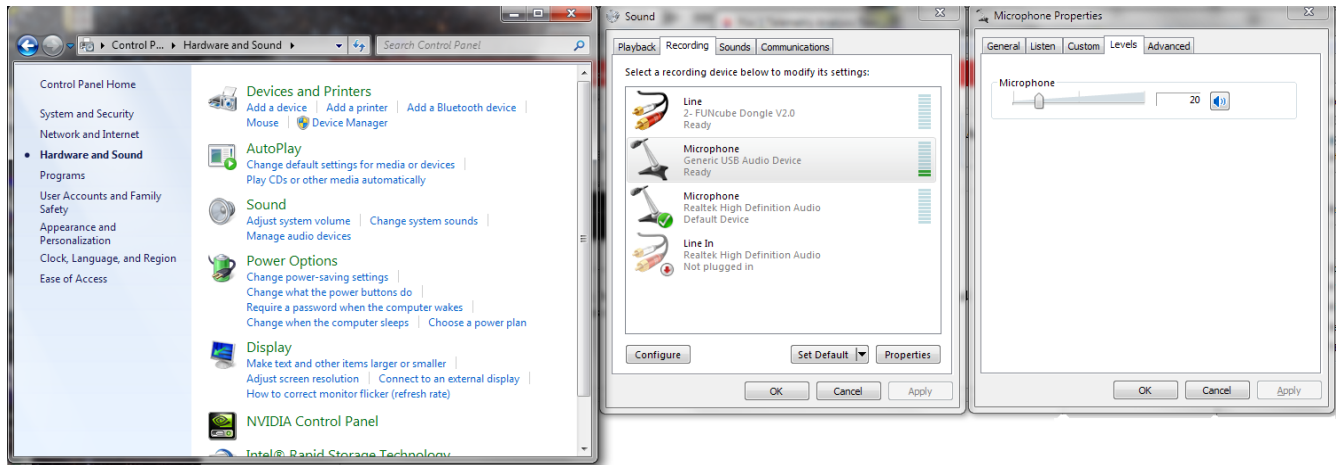 Control P... ▸ Hardware and Sound ▸
Search Control Panel
Control Panel Home
System and Security
Network and Internet
Hardware and Sound
Programs
User Accounts and Family
Safety
Appearance and
Personalization
Clock, Language, and Region
Ease of Access
Devices and Printers
Add a device Add a printer Add a Bluetooth device
Mouse Device Manager
AutoPlay
Change default settings for media or devices
Play CDs or other media automatically
Sound
Adjust system volume Change system sounds
Manage audio devices
Power Options
Change power-saving settings
Change what the power buttons do
Require a password when the computer wakes
Change when the computer sleeps Choose a power plan
Display
Make text and other items larger or smaller
Adjust screen resolution Connect to an external display
How to correct monitor flicker (refresh rate)
NVIDIA Control Panel
Intel® Rapid Storage Technology
Sound
Playback Recording Sounds Communications
Select a recording device below to modify its settings:
Line
2- FUNcube Dongle V2.0
Ready
Microphone
Generic USB Audio Device
Ready
Microphone
Realtek High Definition Audio
Default Device
Line In
Realtek High Definition Audio
Not plugged in
Configure Set Default Properties
OK Cancel Apply
Microphone Properties
General Listen Custom Levels Advanced
Microphone
20
OK Cancel Apply